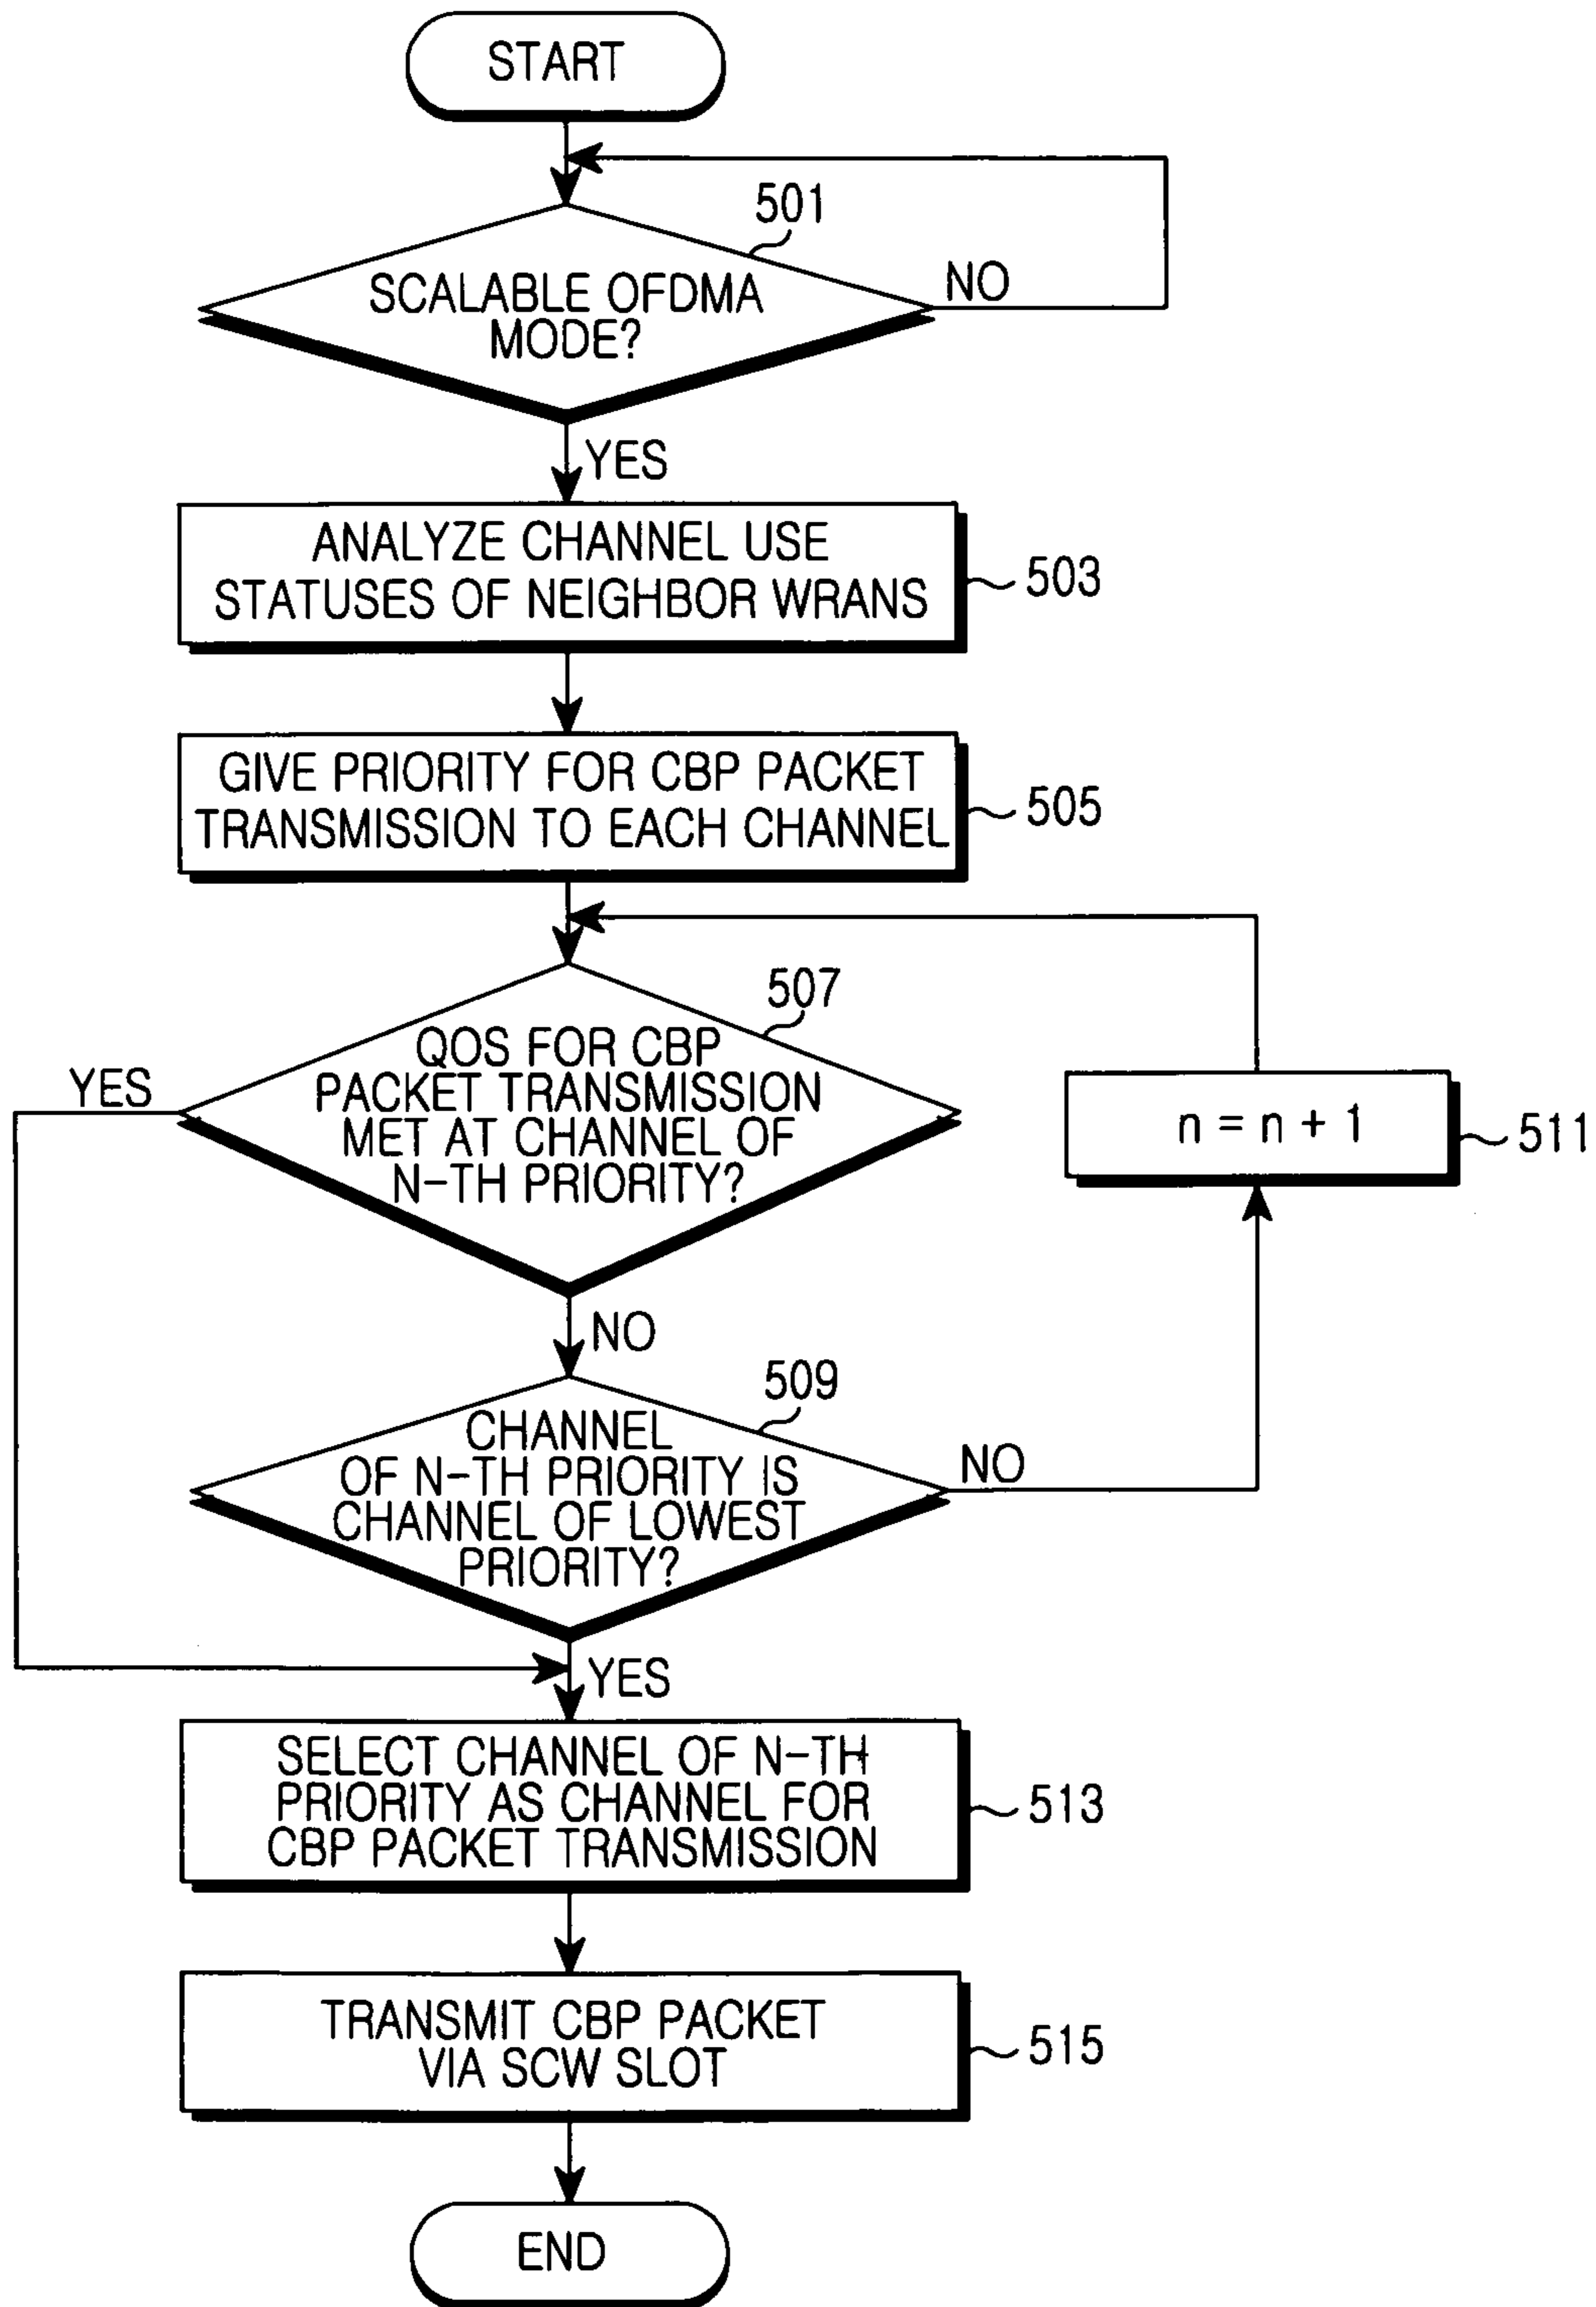 START
501
SCALABLE OFDMA
MODE?
NO
YES
ANALYZE CHANNEL USE
STATUSES OF NEIGHBOR WRANS
503
GIVE PRIORITY FOR CBP PACKET
TRANSMISSION TO EACH CHANNEL
505
507
QOS FOR CBP
PACKET TRANSMISSION
MET AT CHANNEL OF
N-TH PRIORITY?
YES
n = n + 1
511
NO
509
CHANNEL
OF N-TH PRIORITY IS
CHANNEL OF LOWEST
PRIORITY?
NO
YES
SELECT CHANNEL OF N-TH
PRIORITY AS CHANNEL FOR
CBP PACKET TRANSMISSION
513
TRANSMIT CBP PACKET
VIA SCW SLOT
515
END